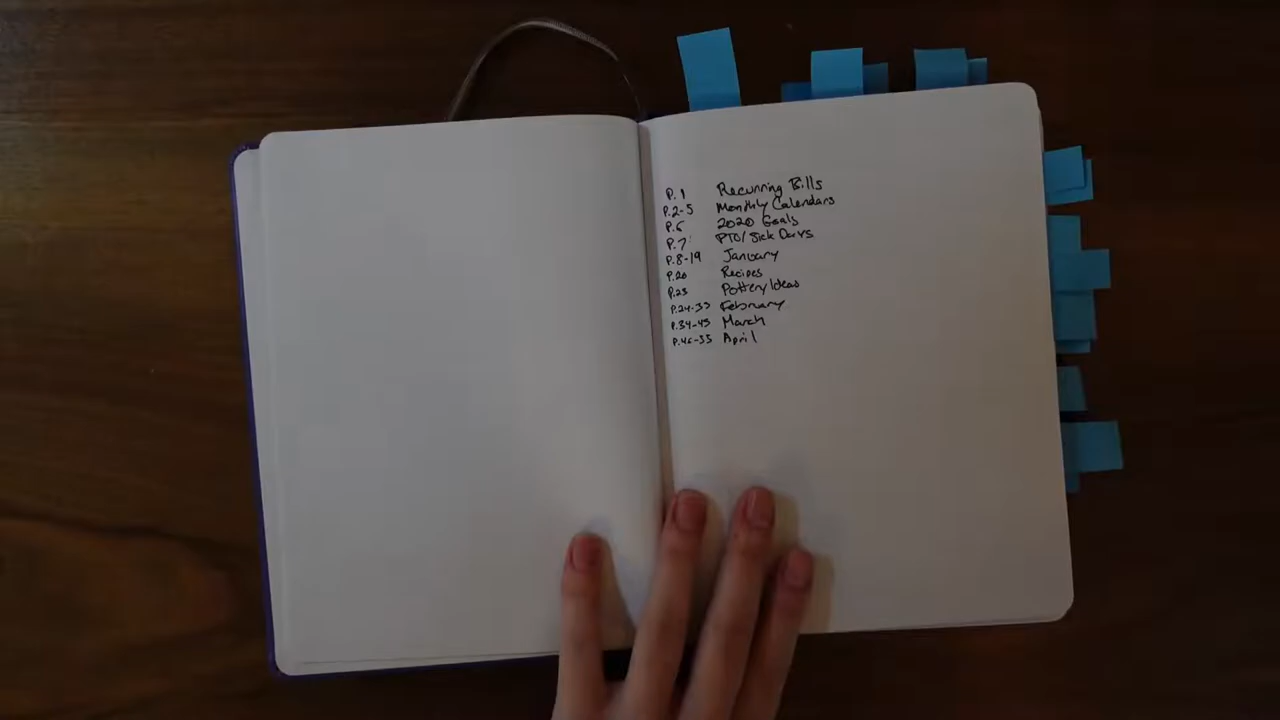 P.1 Recurring Bills
P.2-5 Monthly Calendars
P.6 2020 Goals
P.7 PTO/Sick Days
P.8-19 January
P.20 Recipes
P.23 Pottery Ideas
P.24-33 February
P.34-45 March
P.46-55 April